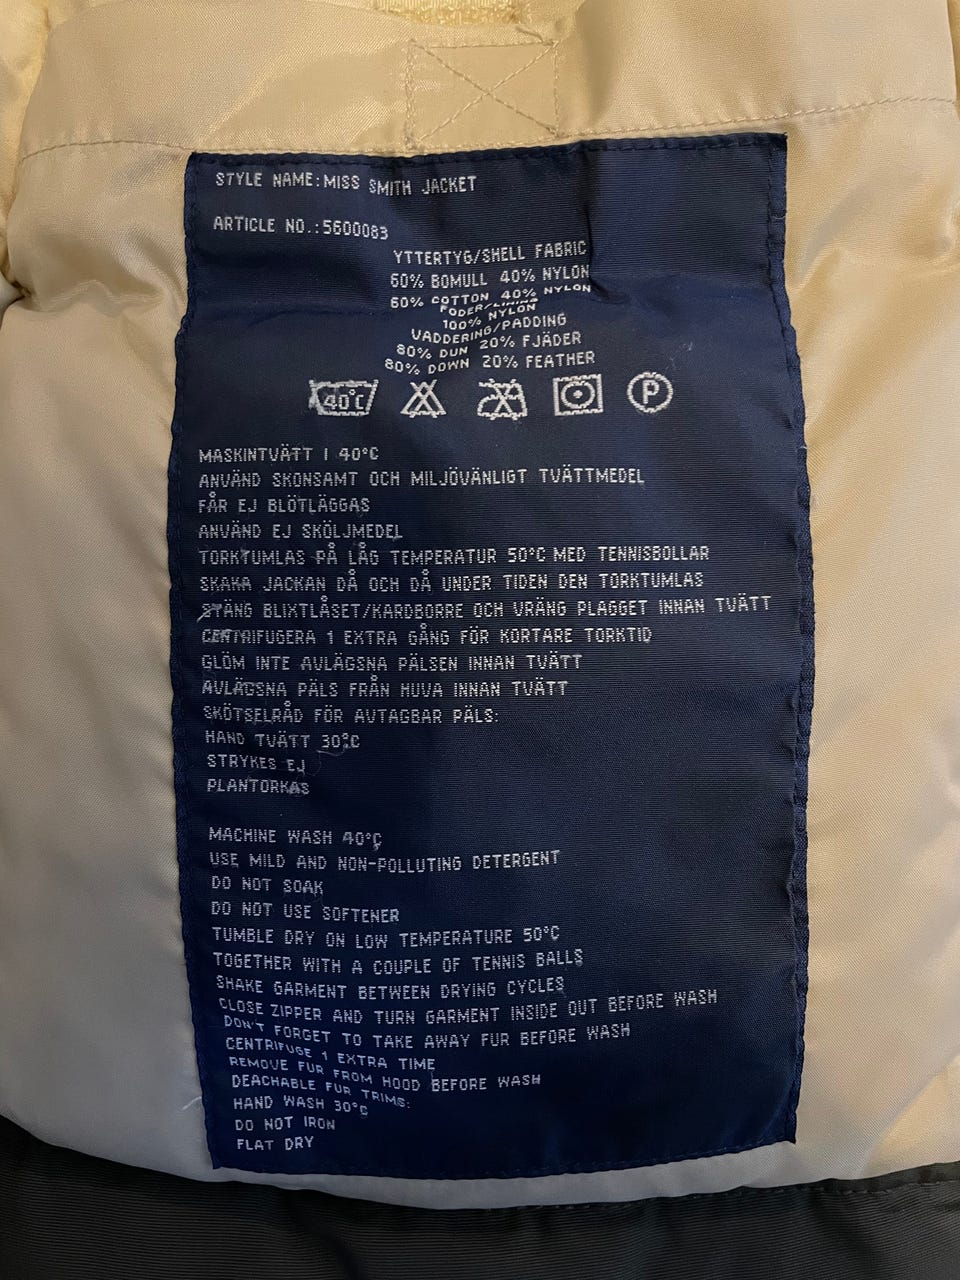 STYLE NAME:MISS SMITH JACKET
ARTICLE NO.:5600083
YTTERTYG/SHELL FABRIC
60% BOMULL 40% NYLON
60% COTTON 40% NYLON
FODER/LINING
100% NYLON
VADDERING/PADDING
80% DUN 20% FJÄDER
80% DOWN 20% FEATHER
40°C P
MASKINTVÄTT I 40°C
ANVÄND SKONSAMT OCH MILJÖVÄNLIGT TVÄTTMEDEL
FÅR EJ BLÖTLÄGGAS
ANVÄND EJ SKÖLJMEDEL
TORKTUMLAS PÅ LÅG TEMPERATUR 50°C MED TENNISBOLLAR
SKAKA JACKAN DÅ OCH DÅ UNDER TIDEN DEN TORKTUMLAS
STÄNG BLIXTLÅSET/KARDBORRE OCH VRÄNG PLAGGET INNAN TVÄTT
CENTRIFUGERA 1 EXTRA GÅNG FÖR KORTARE TORKTID
GLÖM INTE AVLÄGSNA PÄLSEN INNAN TVÄTT
AVLÄGSNA PÄLS FRÅN HUVA INNAN TVÄTT
SKÖTSELRÅD FÖR AVTAGBAR PÄLS:
HAND TVÄTT 30°C
STRYKES EJ
PLANTORKAS
MACHINE WASH 40°C
USE MILD AND NON-POLLUTING DETERGENT
DO NOT SOAK
DO NOT USE SOFTENER
TUMBLE DRY ON LOW TEMPERATURE 50°C
TOGETHER WITH A COUPLE OF TENNIS BALLS
SHAKE GARMENT BETWEEN DRYING CYCLES
CLOSE ZIPPER AND TURN GARMENT INSIDE OUT BEFORE WASH
DON'T FORGET TO TAKE AWAY FUR BEFORE WASH
CENTRIFUGE 1 EXTRA TIME
REMOVE FUR FROM HOOD BEFORE WASH
DEACHABLE FUR TRIMS:
HAND WASH 30°C
DO NOT IRON
FLAT DRY